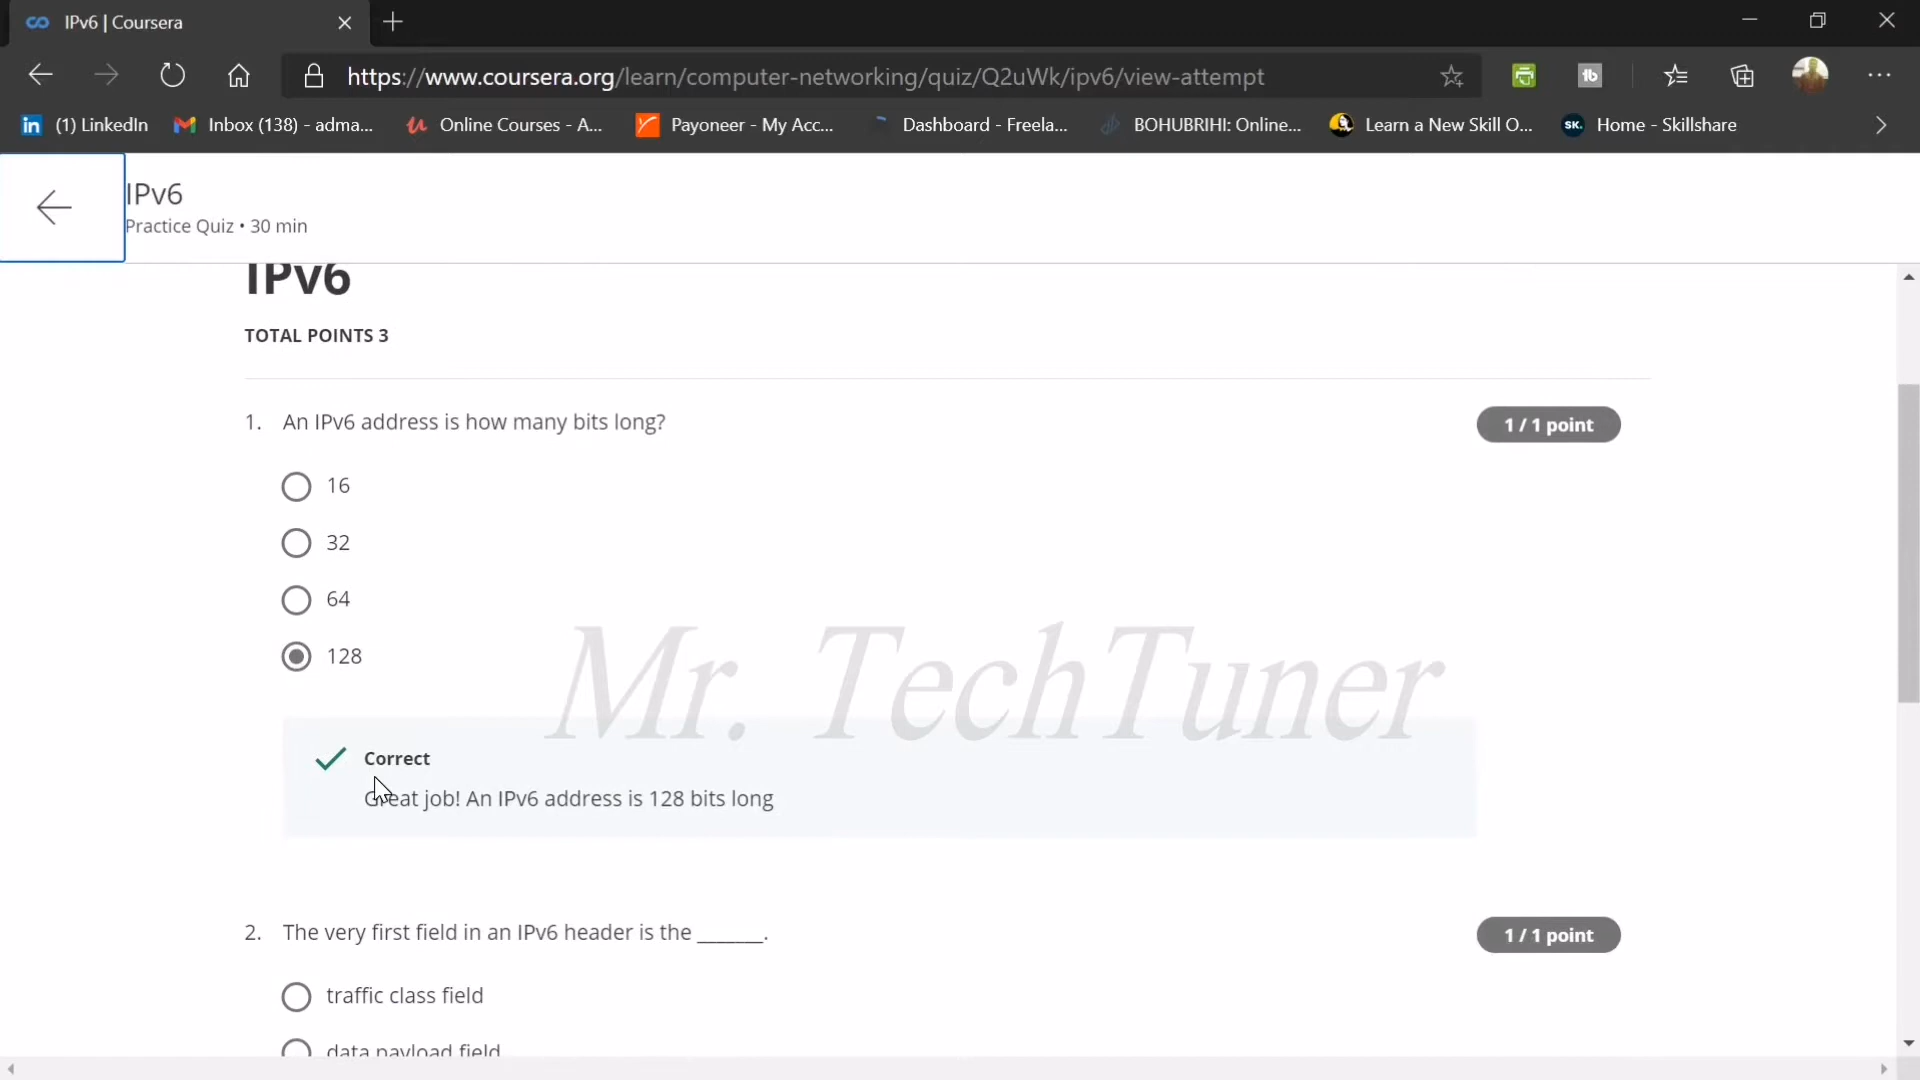 IPv6 | Coursera
https://www.coursera.org/learn/computer-networking/quiz/Q2uWk/ipv6/view-attempt
(1) LinkedIn
Inbox (138) - adma...
Online Courses - A...
Payoneer - My Acc...
Dashboard - Freela...
BOHUBRIHI: Online...
Learn a New Skill O...
SK.
Home - Skillshare
IPv6
Practice Quiz • 30 min
IPv6
TOTAL POINTS 3
1. An IPv6 address is how many bits long?
1 / 1 point
16
32
64
128
Mr. TechTuner
Correct
Great job! An IPv6 address is 128 bits long
2. The very first field in an IPv6 header is the _______.
1 / 1 point
traffic class field
data payload field